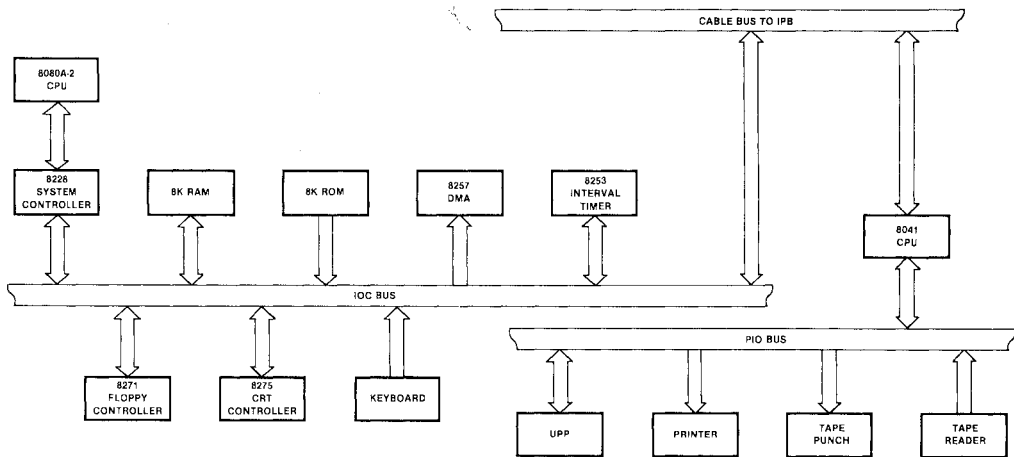 CABLE BUS TO IPB
8080A-2
CPU
8228
SYSTEM
CONTROLLER
8K RAM
8K ROM
8257
DMA
8253
INTERVAL
TIMER
8041
CPU
IOC BUS
PIO BUS
8271
FLOPPY
CONTROLLER
8275
CRT
CONTROLLER
KEYBOARD
UPP
PRINTER
TAPE
PUNCH
TAPE
READER